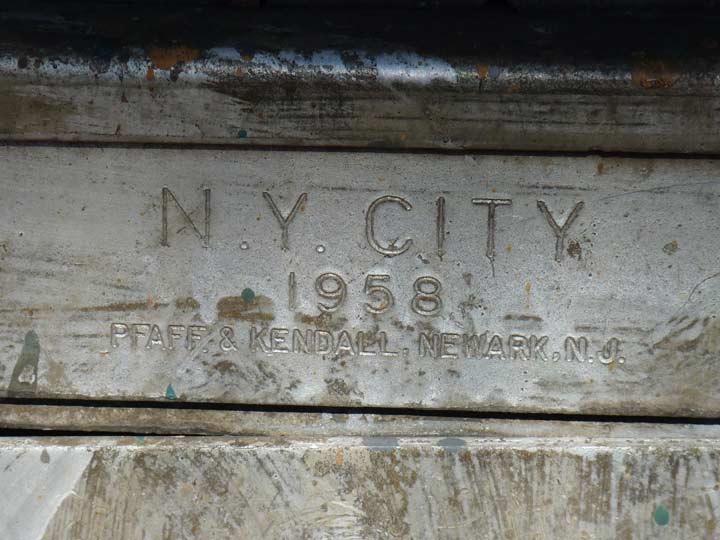 N.Y. CITY
1958
PFAFF. & KENDALL, NEWARK, N.J.